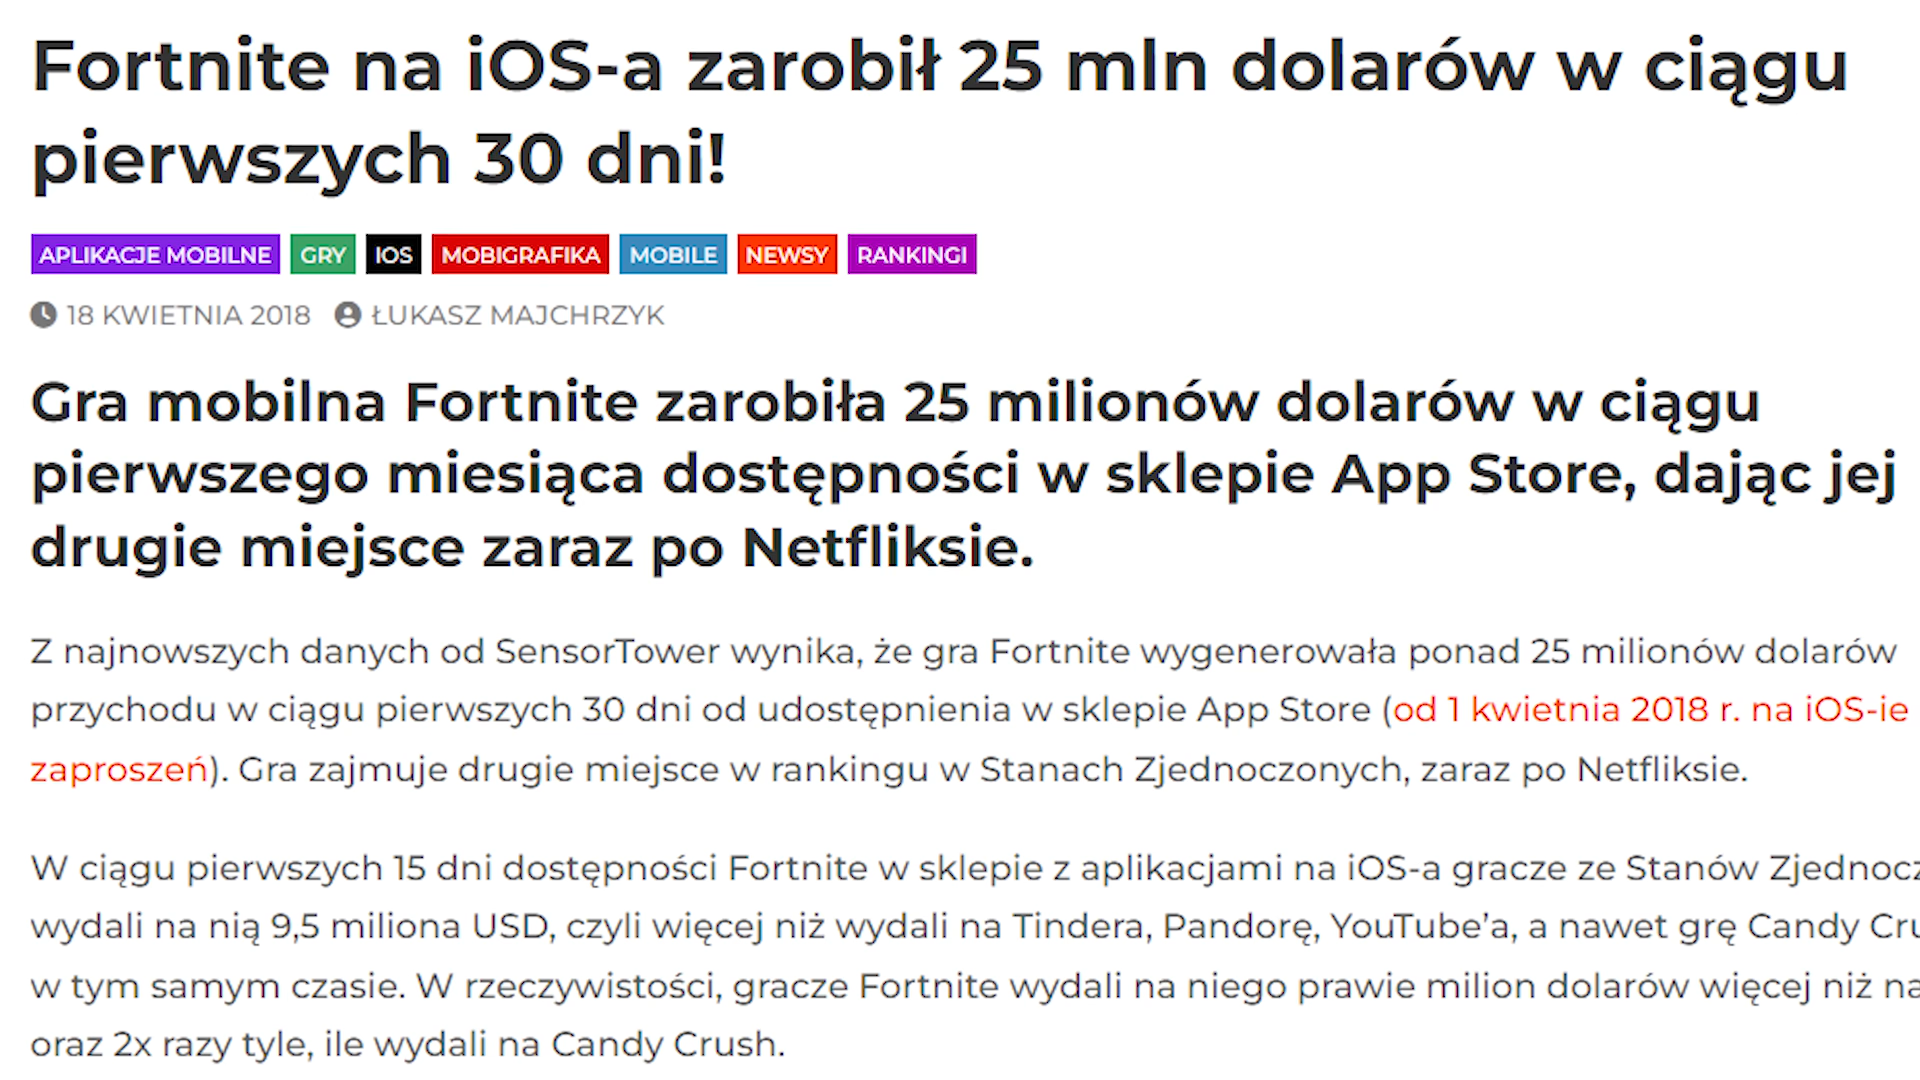 Fortnite na iOS-a zarobił 25 mln dolarów w ciągu
pierwszych 30 dni!
APLIKACJE MOBILNE GRY IOS MOBIGRAFIKA MOBILE NEWSY RANKINGI
18 KWIETNIA 2018 ŁUKASZ MAJCHRZYK
Gra mobilna Fortnite zarobiła 25 milionów dolarów w ciągu
pierwszego miesiąca dostępności w sklepie App Store, dając jej
drugie miejsce zaraz po Netfliksie.
Z najnowszych danych od SensorTower wynika, że gra Fortnite wygenerowała ponad 25 milionów dolarów
przychodu w ciągu pierwszych 30 dni od udostępnienia w sklepie App Store (od 1 kwietnia 2018 r. na iOS-ie
zaproszeń). Gra zajmuje drugie miejsce w rankingu w Stanach Zjednoczonych, zaraz po Netfliksie.
W ciągu pierwszych 15 dni dostępności Fortnite w sklepie z aplikacjami na iOS-a gracze ze Stanów
wydali na nią 9,5 miliona USD, czyli więcej niż wydali na Tindera, Pandorę, YouTube’a, a nawet grę Candy
w tym samym czasie. W rzeczywistości, gracze Fortnite wydali na niego prawie milion dolarów więcej niż na
oraz 2x razy tyle, ile wydali na Candy Crush.